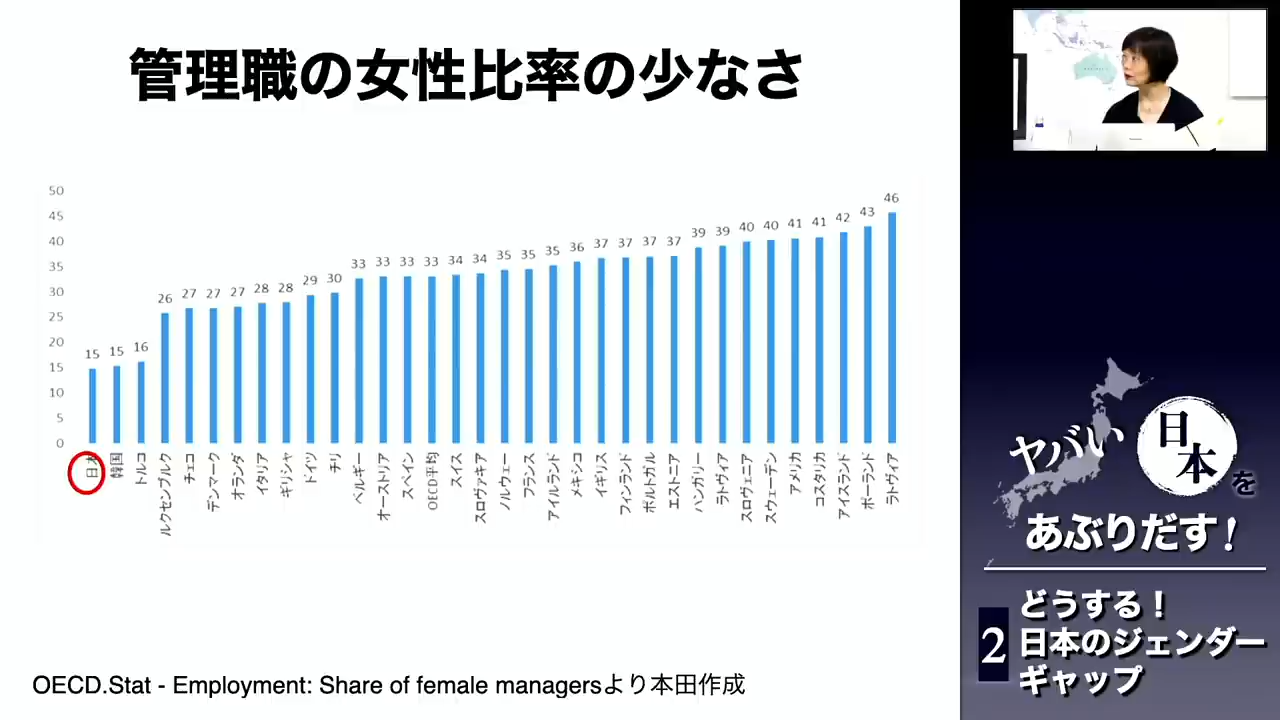 管理職の女性比率の少なさ
50
45
40
35
30
25
20
15
10
5
0
15 15 16 26 27 27 27 28 28 29 30 33 33 33 33 34 34 35 35 35 36 37 37 37 37 39 39 40 40 41 41 42 43 46
日本
韓国
トルコ
ルクセンブルク
チェコ
デンマーク
オランダ
イタリア
ギリシャ
ドイツ
チリ
ベルギー
オーストリア
スペイン
OECD平均
スイス
スロヴァキア
ノルウェー
フランス
アイルランド
メキシコ
イギリス
フィンランド
ポルトガル
エストニア
ハンガリー
ラトヴィア
スロヴェニア
スウェーデン
アメリカ
コスタリカ
アイスランド
ポーランド
ラトヴィア
OECD.Stat - Employment: Share of female managersより本田作成
ヤバい日本を
あぶりだす!
2
どうする!
日本のジェンダー
ギャップ